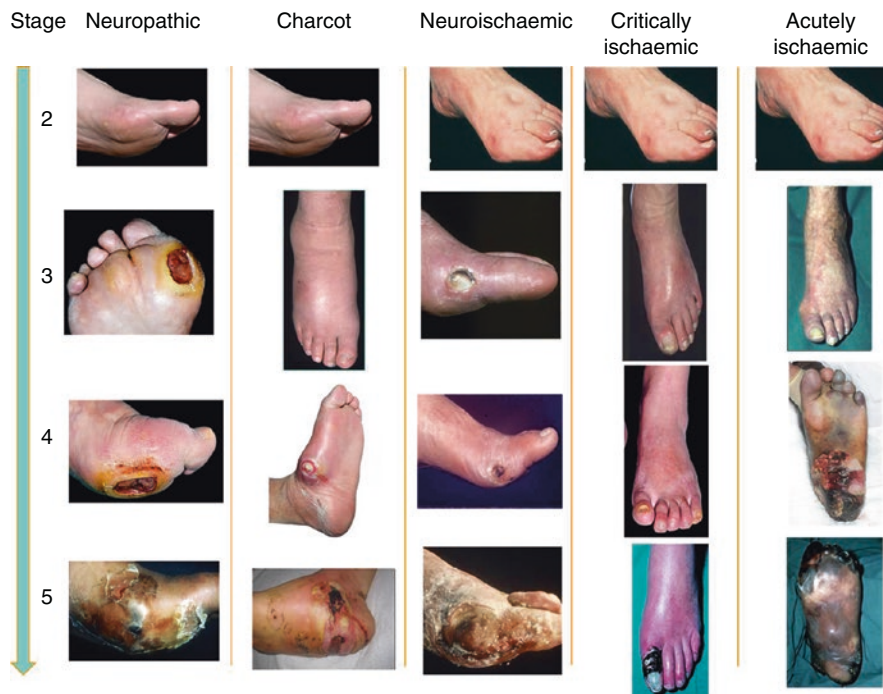 Stage
Neuropathic
Charcot
Neuroischaemic
Critically
ischaemic
Acutely
ischaemic
2
3
4
5